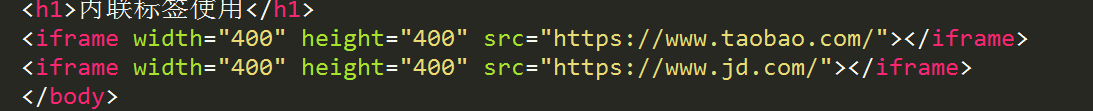 <h1>内联标签使用</h1>
<iframe width="400" height="400" src="https://www.taobao.com/"></iframe>
<iframe width="400" height="400" src="https://www.jd.com/"></iframe>
</body>